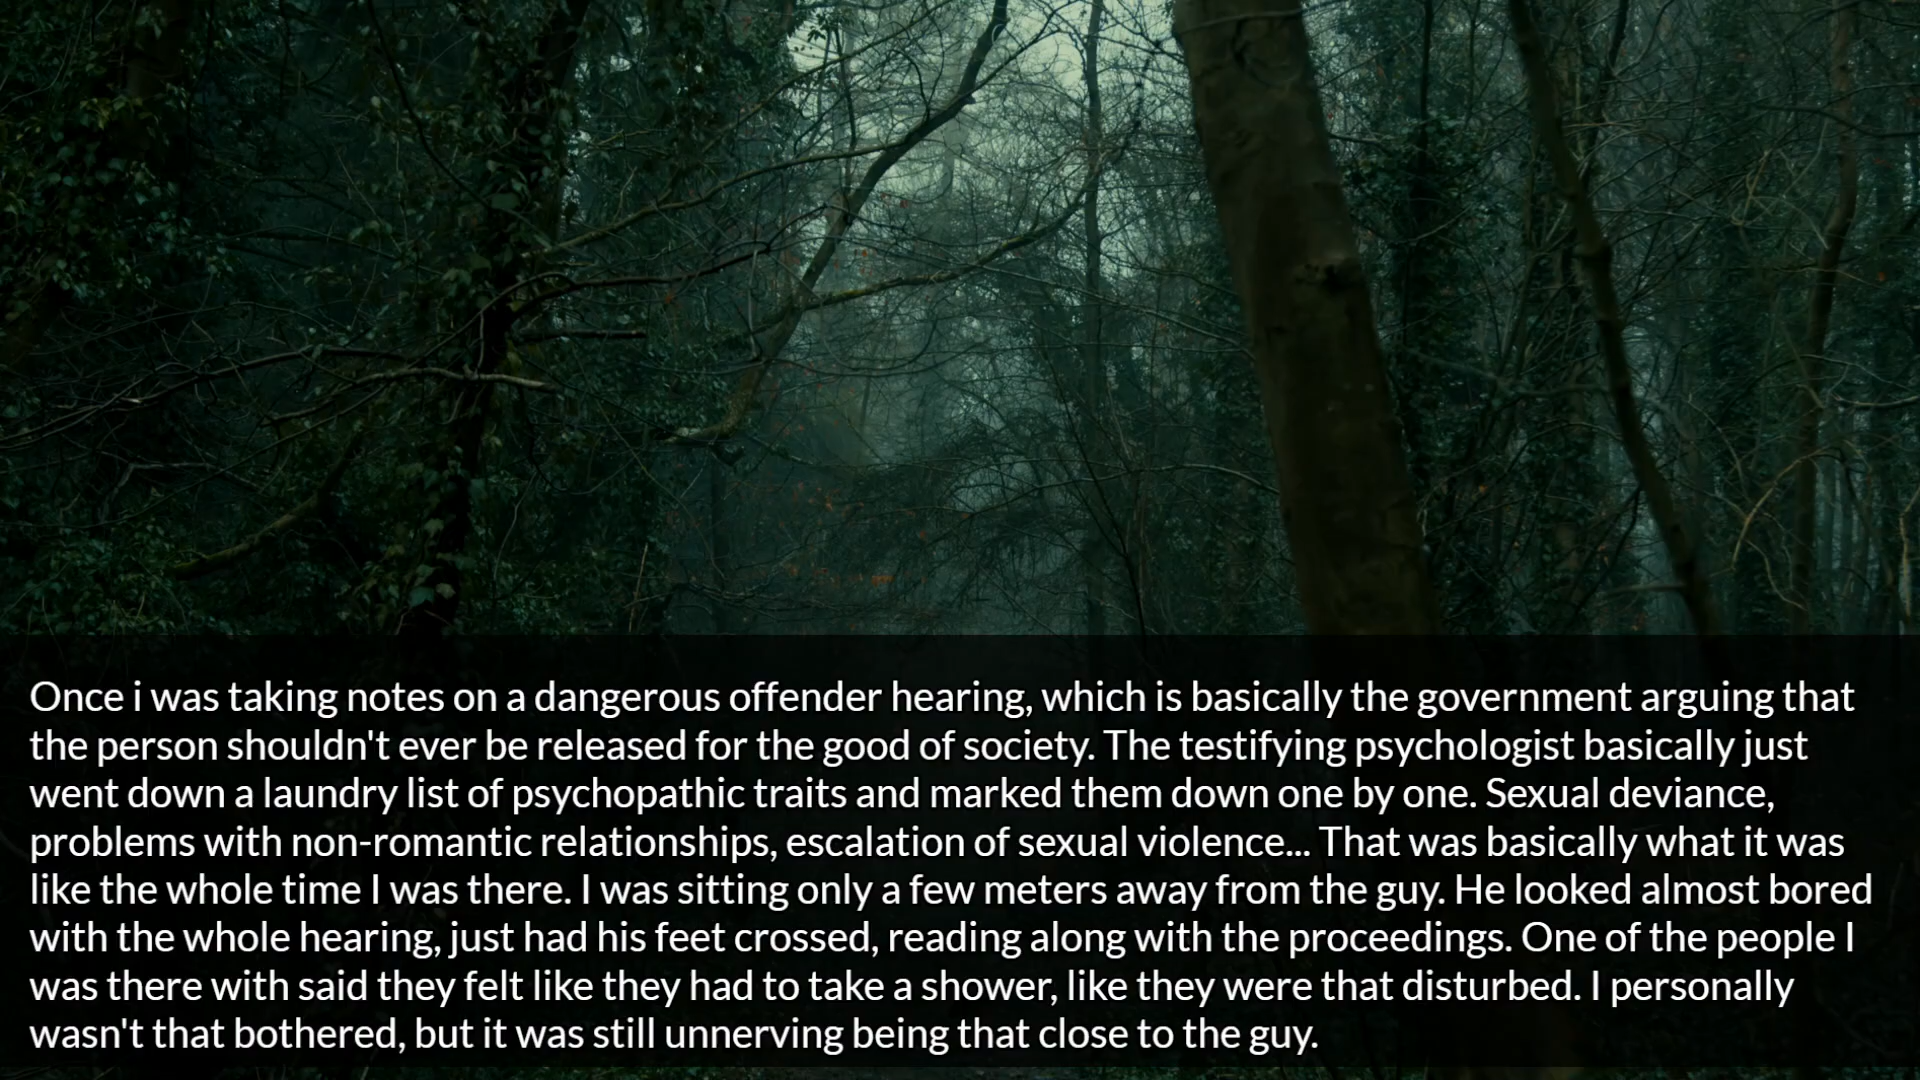 Once i was taking notes on a dangerous offender hearing, which is basically the government arguing that
the person shouldn't ever be released for the good of society. The testifying psychologist basically just
went down a laundry list of psychopathic traits and marked them down one by one. Sexual deviance,
problems with non-romantic relationships, escalation of sexual violence... That was basically what it was
like the whole time I was there. I was sitting only a few meters away from the guy. He looked almost bored
with the whole hearing, just had his feet crossed, reading along with the proceedings. One of the people I
was there with said they felt like they had to take a shower, like they were that disturbed. I personally
wasn't that bothered, but it was still unnerving being that close to the guy.